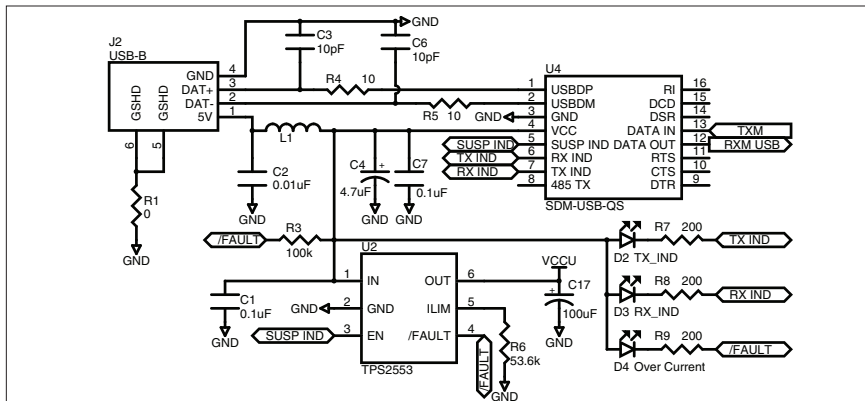 J2
USB-B
GND
DAT+
DAT-
5V
GSHD
GSHD
4
3
2
1
6
5
R1
0
GND
C3
10pF
C6
10pF
GND
R4
10
R5
10
L1
C2
0.01uF
GND
C4
+
4.7uF
C7
0.1uF
GND
GND
GND
SUSP IND
TX IND
RX IND
U4
1
2
3
4
5
6
7
8
USBDP
USBDM
GND
VCC
SUSP IND
RX IND
TX IND
485 TX
RI
DCD
DSR
DATA IN
DATA OUT
RTS
CTS
DTR
16
15
14
13
12
11
10
9
SDM-USB-QS
TXM
RXM USB
/FAULT
R3
100k
C1
0.1uF
GND
GND
SUSP IND
U2
1
2
3
IN
GND
EN
OUT
ILIM
/FAULT
6
5
4
TPS2553
VCCU
+
C17
100uF
GND
R6
53.6k
GND
/FAULT
R7
200
D2 TX_IND
TX IND
R8
200
D3 RX_IND
RX IND
R9
200
D4 Over Current
/FAULT